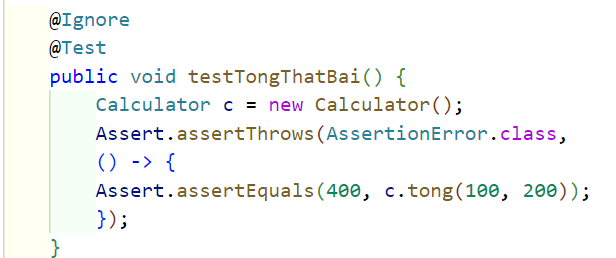 @Ignore
@Test
public void testTongThatBai() {
Calculator c = new Calculator();
Assert.assertThrows(AssertionError.class,
() -> {
Assert.assertEquals(400, c.tong(100, 200));
});
}